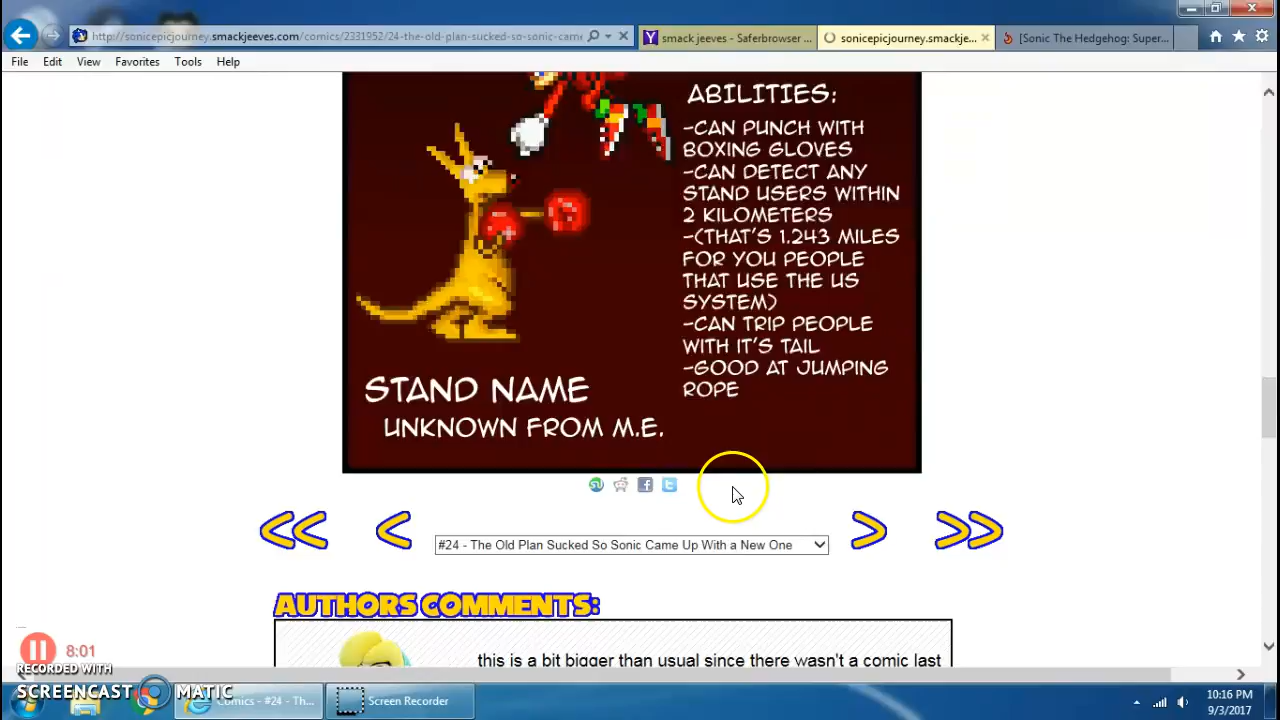 http://sonicepicjourney.smackjeeves.com/comics/2331952/24-the-old-plan-sucked-so-sonic-came
smack jeeves - Saferbrowser ...
sonicepicjourney.smackje...
[Sonic The Hedgehog: Super...
File Edit View Favorites Tools Help
ABILITIES:
-CAN PUNCH WITH
BOXING GLOVES
-CAN DETECT ANY
STAND USERS WITHIN
2 KILOMETERS
-(THAT'S 1.243 MILES
FOR YOU PEOPLE
THAT USE THE US
SYSTEM)
-CAN TRIP PEOPLE
WITH IT'S TAIL
-GOOD AT JUMPING
ROPE
STAND NAME
UNKNOWN FROM M.E.
#24 - The Old Plan Sucked So Sonic Came Up With a New One
AUTHORS COMMENTS:
this is a bit bigger than usual since there wasn't a comic last
8:01
RECORDED WITH
SCREENCAST MATIC
Comics - #24 - Th...
Screen Recorder
10:16 PM
9/3/2017